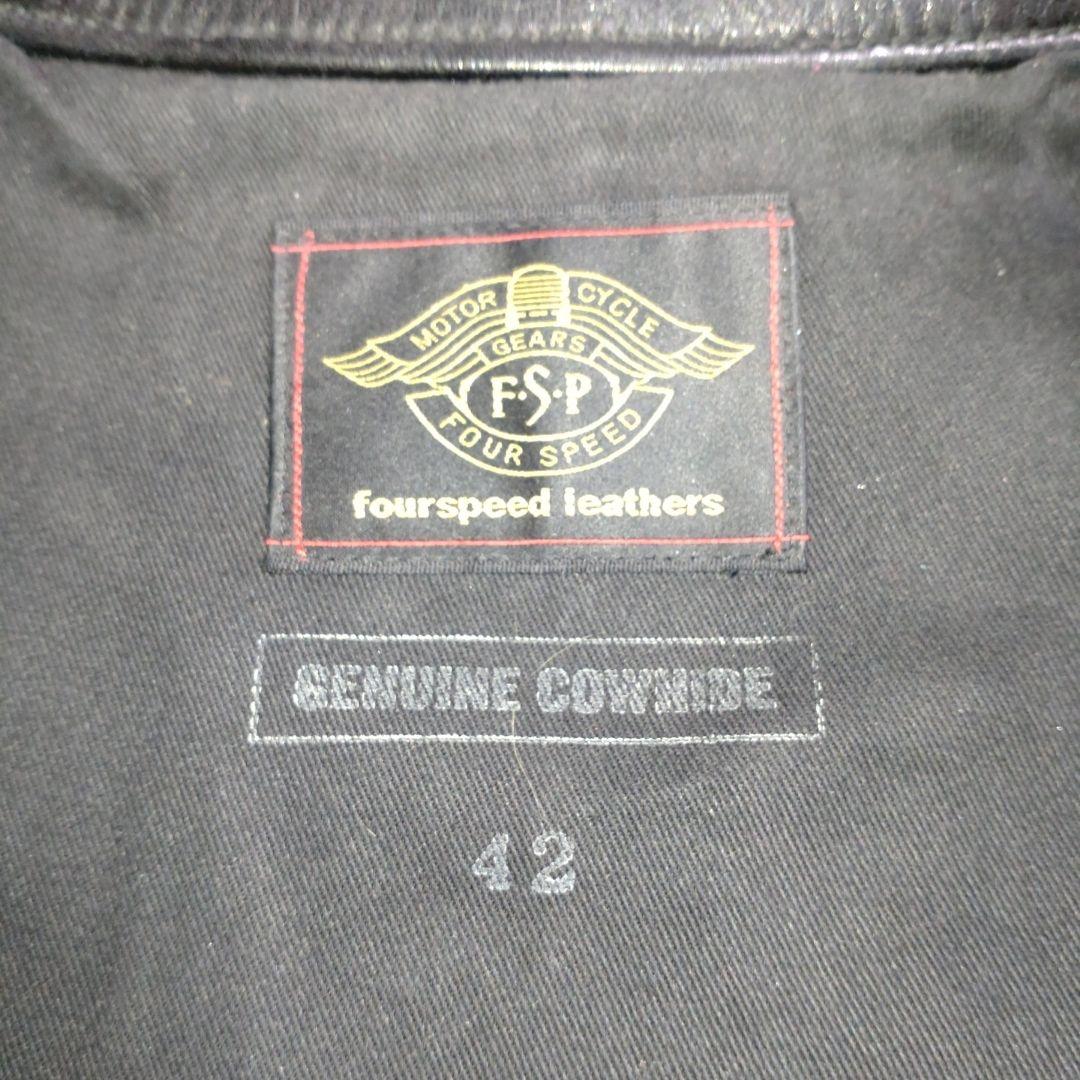 MOTOR CYCLE
GEARS
F·S·P
FOUR SPEED
fourspeed leathers
GENUINE COWHIDE
42